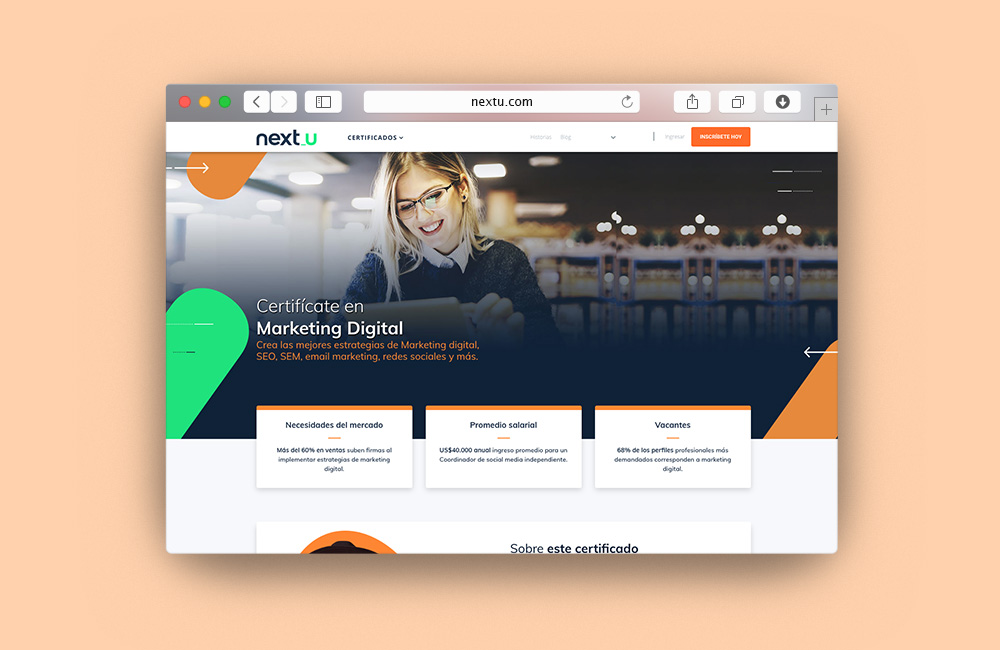 nextu.com
next_u
CERTIFICADOS
Historias Blog
Ingresar
INSCRÍBETE HOY
Certifícate en
Marketing Digital
Crea las mejores estrategias de Marketing digital,
SEO, SEM, email marketing, redes sociales y más.
Necesidades del mercado
Más del 60% en ventas suben firmas al
implementar estrategias de marketing
digital.
Promedio salarial
US$40.000 anual ingreso promedio para un
Coordinador de social media independiente.
Vacantes
68% de los perfiles profesionales más
demandados corresponden a marketing
digital.
Sobre este certificado